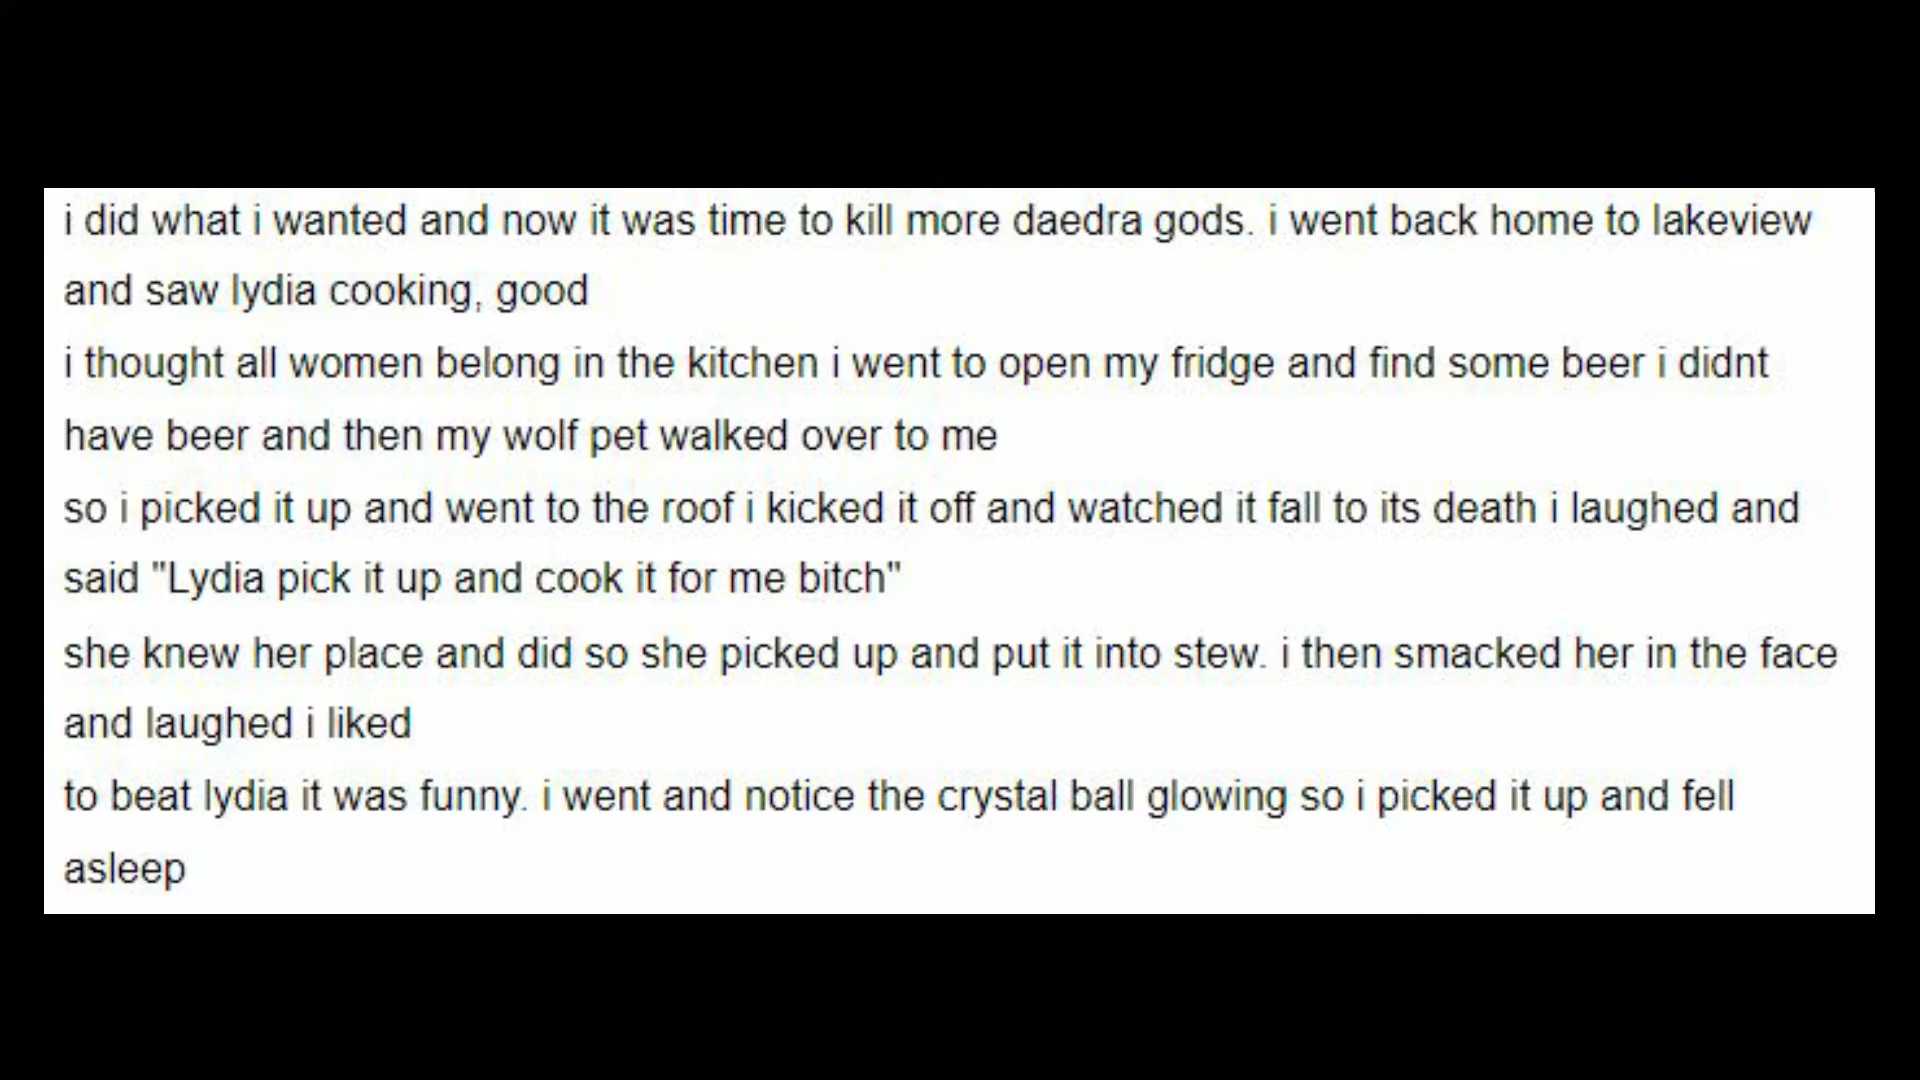 i did what i wanted and now it was time to kill more daedra gods. i went back home to lakeview
and saw lydia cooking, good
i thought all women belong in the kitchen i went to open my fridge and find some beer i didnt
have beer and then my wolf pet walked over to me
so i picked it up and went to the roof i kicked it off and watched it fall to its death i laughed and
said "Lydia pick it up and cook it for me bitch"
she knew her place and did so she picked up and put it into stew. i then smacked her in the face
and laughed i liked
to beat lydia it was funny. i went and notice the crystal ball glowing so i picked it up and fell
asleep